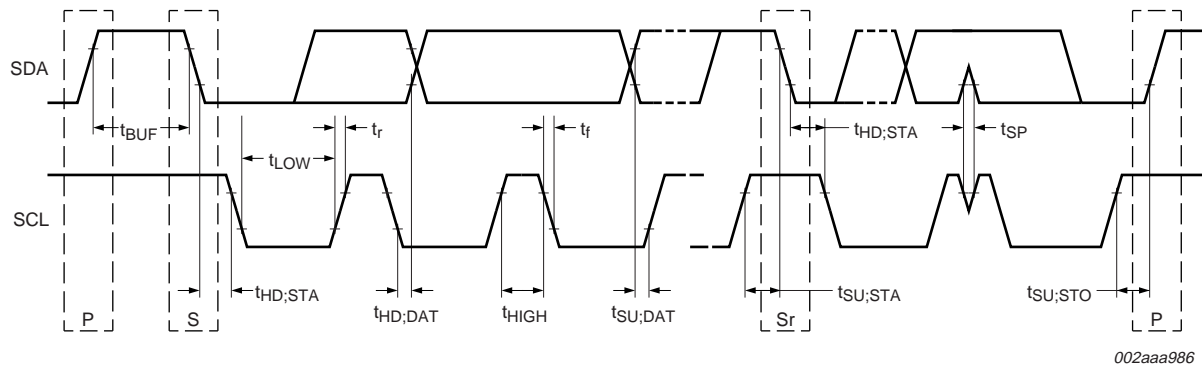 SDA
tBUF
tr
tf
tHD;STA
tSP
tLOW
SCL
tHD;STA
tHD;DAT
tHIGH
tSU;DAT
tSU;STA
tSU;STO
P
S
Sr
P
002aaa986